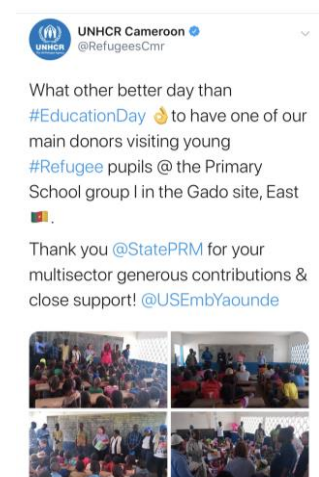 UNHCR Cameroon
@RefugeesCmr
UNHCR
What other better day than
#EducationDay 👌to have one of our
main donors visiting young
#Refugee pupils @ the Primary
School group I in the Gado site, East
🇨🇲.
Thank you @StatePRM for your
multisector generous contributions &
close support! @USEmbYaounde